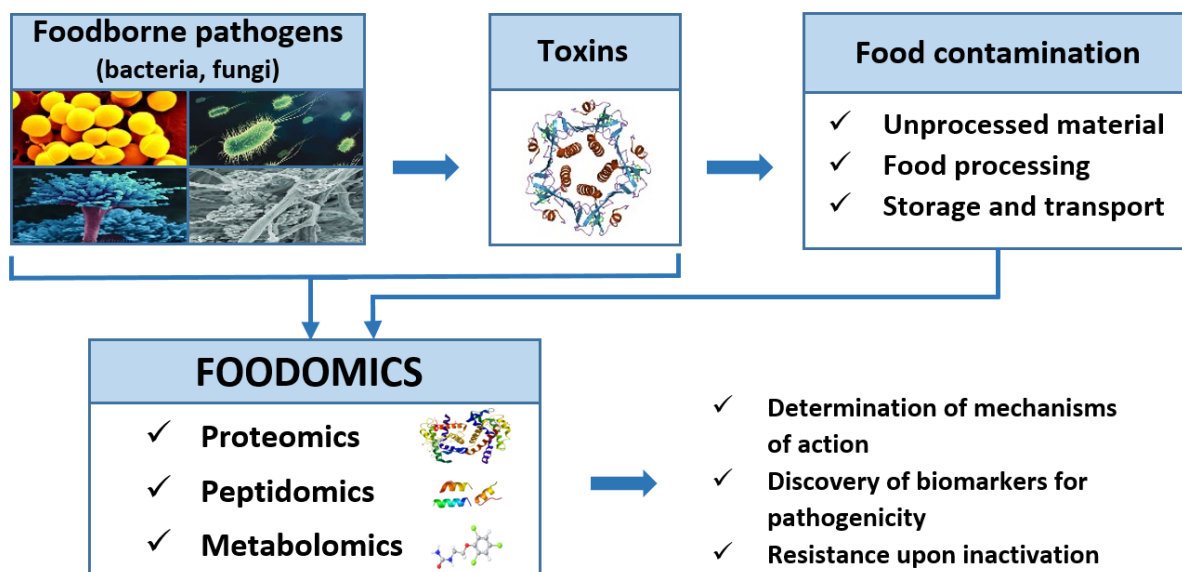 Foodborne pathogens
(bacteria, fungi)
Toxins
Food contamination
✓ Unprocessed material
✓ Food processing
✓ Storage and transport
FOODOMICS
✓ Proteomics
✓ Peptidomics
✓ Metabolomics
✓ Determination of mechanisms
of action
✓ Discovery of biomarkers for
pathogenicity
✓ Resistance upon inactivation